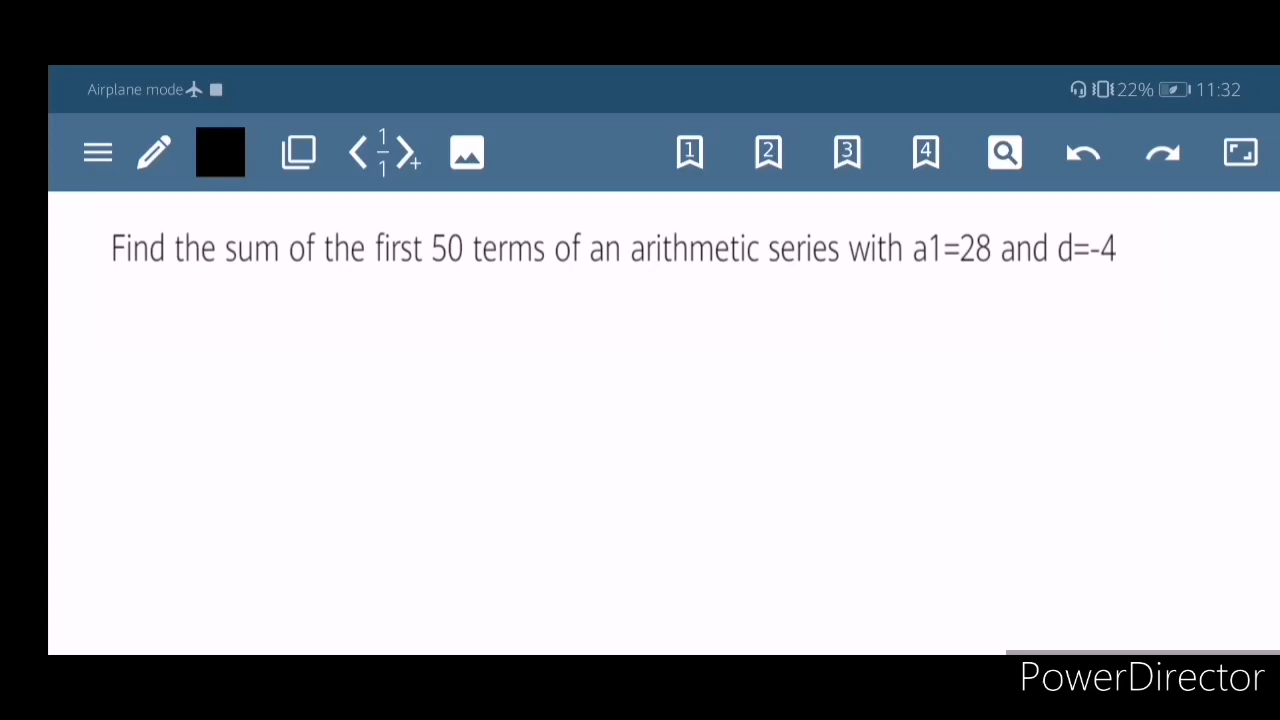 Airplane mode 22% 11:32
1
1 + 1 2 3 4
Find the sum of the first 50 terms of an arithmetic series with a1=28 and d=-4
PowerDirector